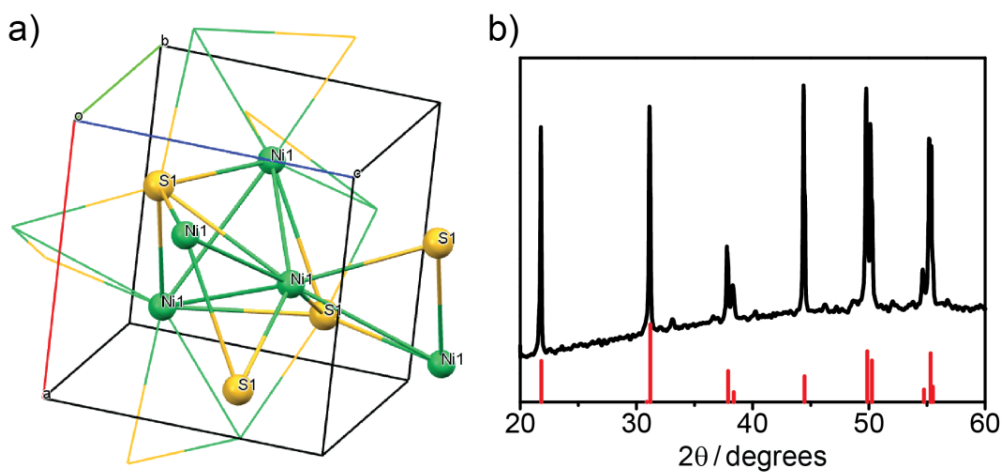 a)
b
o
Ni1
c
S1
Ni1
S1
Ni1
Ni1
S1
Ni1
a
S1
b)
20 30 40 50 60
2θ / degrees